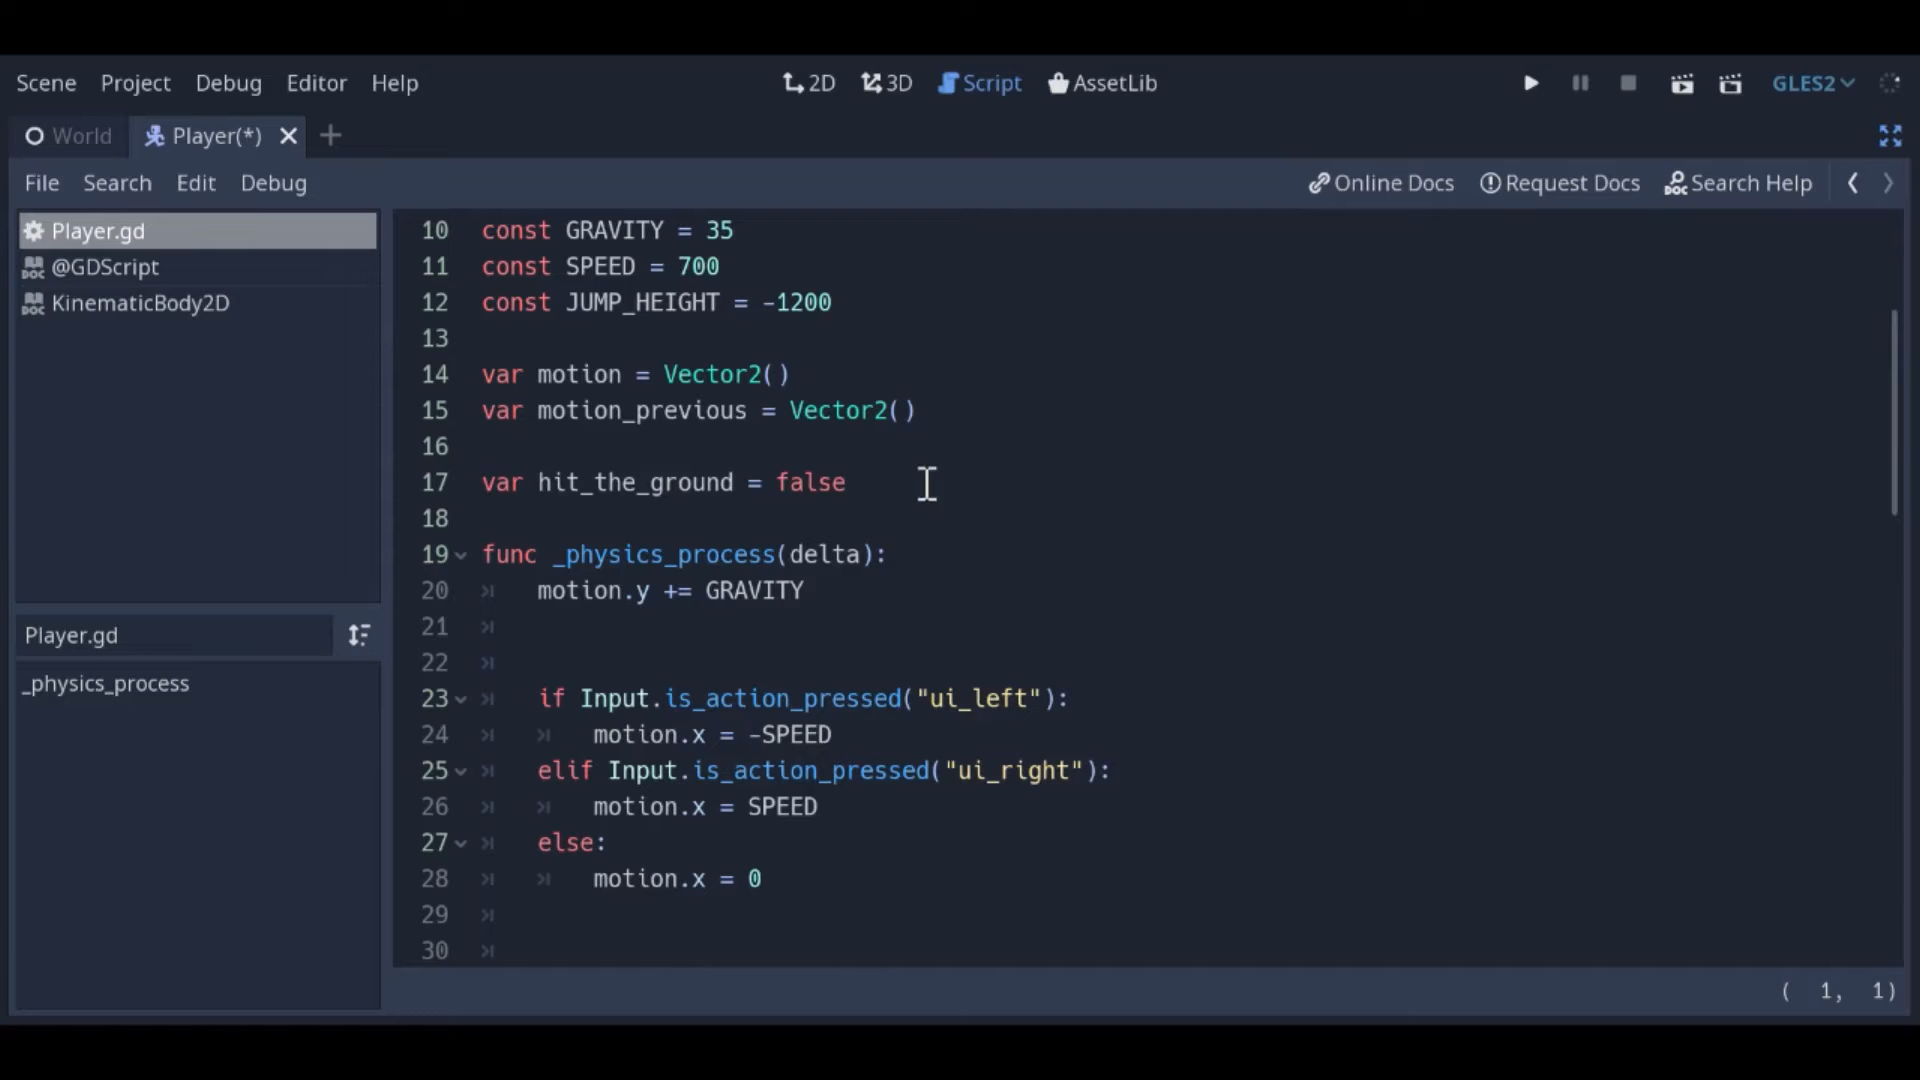 Scene Project Debug Editor Help 2D 3D Script AssetLib GLES2
World Player(*)
File Search Edit Debug Online Docs Request Docs Search Help
Player.gd
DOC @GDScript
DOC KinematicBody2D
Player.gd
_physics_process
10 const GRAVITY = 35
11 const SPEED = 700
12 const JUMP_HEIGHT = -1200
13
14 var motion = Vector2()
15 var motion_previous = Vector2()
16
17 var hit_the_ground = false
18
19 func _physics_process(delta):
20 motion.y += GRAVITY
21
22
23 if Input.is_action_pressed("ui_left"):
24 motion.x = -SPEED
25 elif Input.is_action_pressed("ui_right"):
26 motion.x = SPEED
27 else:
28 motion.x = 0
29
30
( 1, 1)